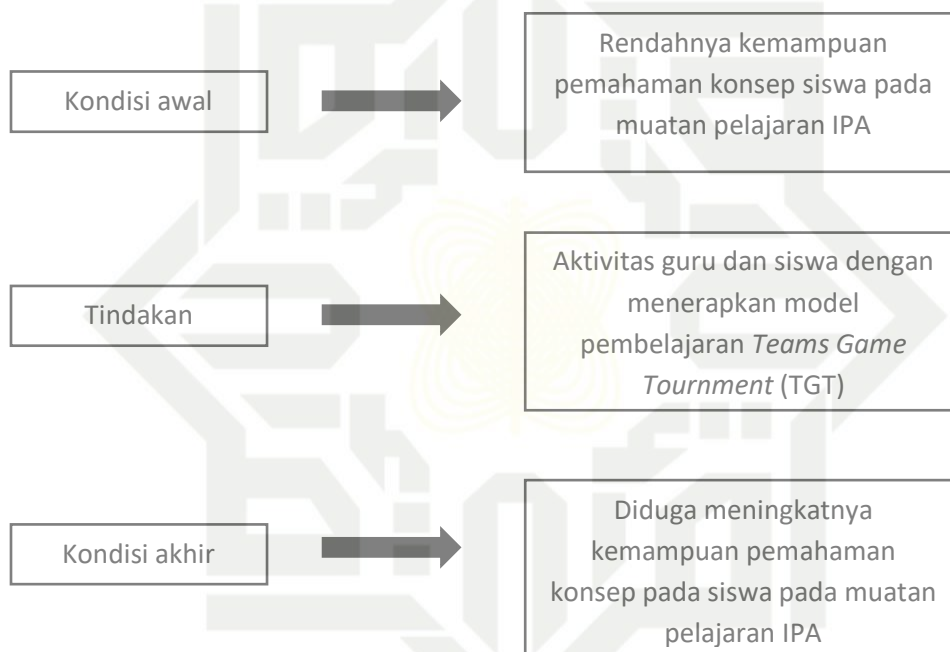 Kondisi awal
Rendahnya kemampuan
pemahaman konsep siswa pada
muatan pelajaran IPA
Tindakan
Aktivitas guru dan siswa dengan
menerapkan model
pembelajaran Teams Game
Tournment (TGT)
Kondisi akhir
Diduga meningkatnya
kemampuan pemahaman
konsep pada siswa pada muatan
pelajaran IPA